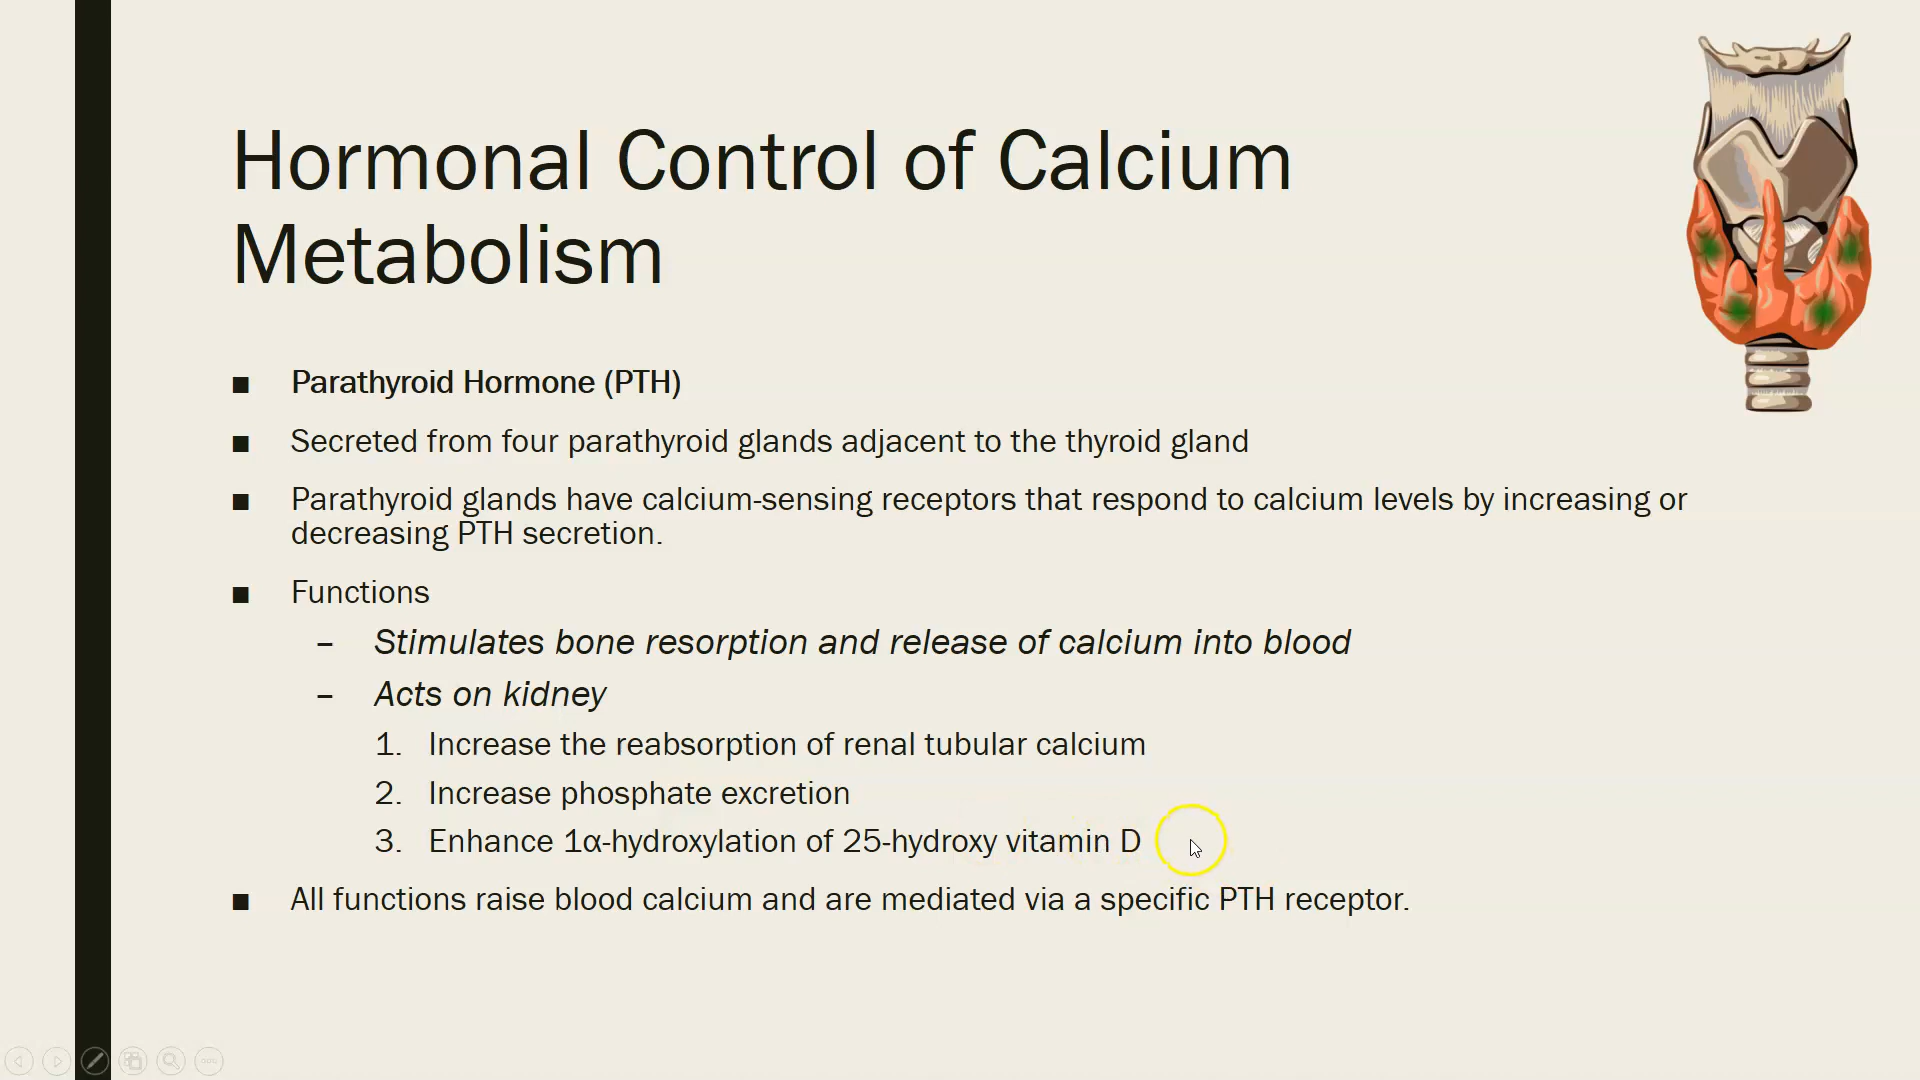 Hormonal Control of Calcium
Metabolism
■ Parathyroid Hormone (PTH)
■ Secreted from four parathyroid glands adjacent to the thyroid gland
■ Parathyroid glands have calcium-sensing receptors that respond to calcium levels by increasing or
decreasing PTH secretion.
■ Functions
– Stimulates bone resorption and release of calcium into blood
– Acts on kidney
1. Increase the reabsorption of renal tubular calcium
2. Increase phosphate excretion
3. Enhance 1α-hydroxylation of 25-hydroxy vitamin D
■ All functions raise blood calcium and are mediated via a specific PTH receptor.